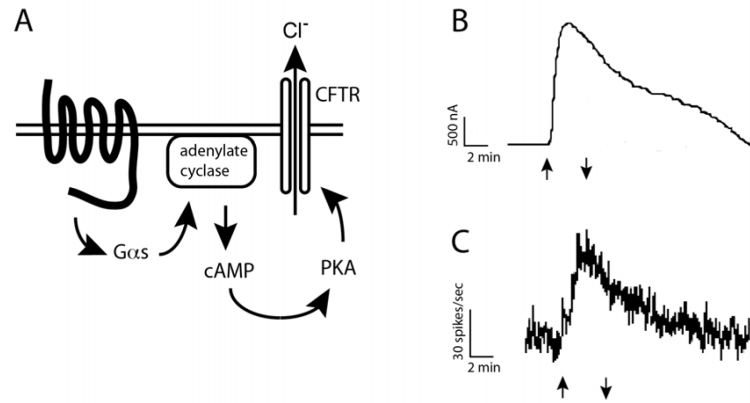 A
Cl⁻
CFTR
adenylate
cyclase
Gαs
cAMP
PKA
B
500 nA
2 min
C
30 spikes/sec
2 min